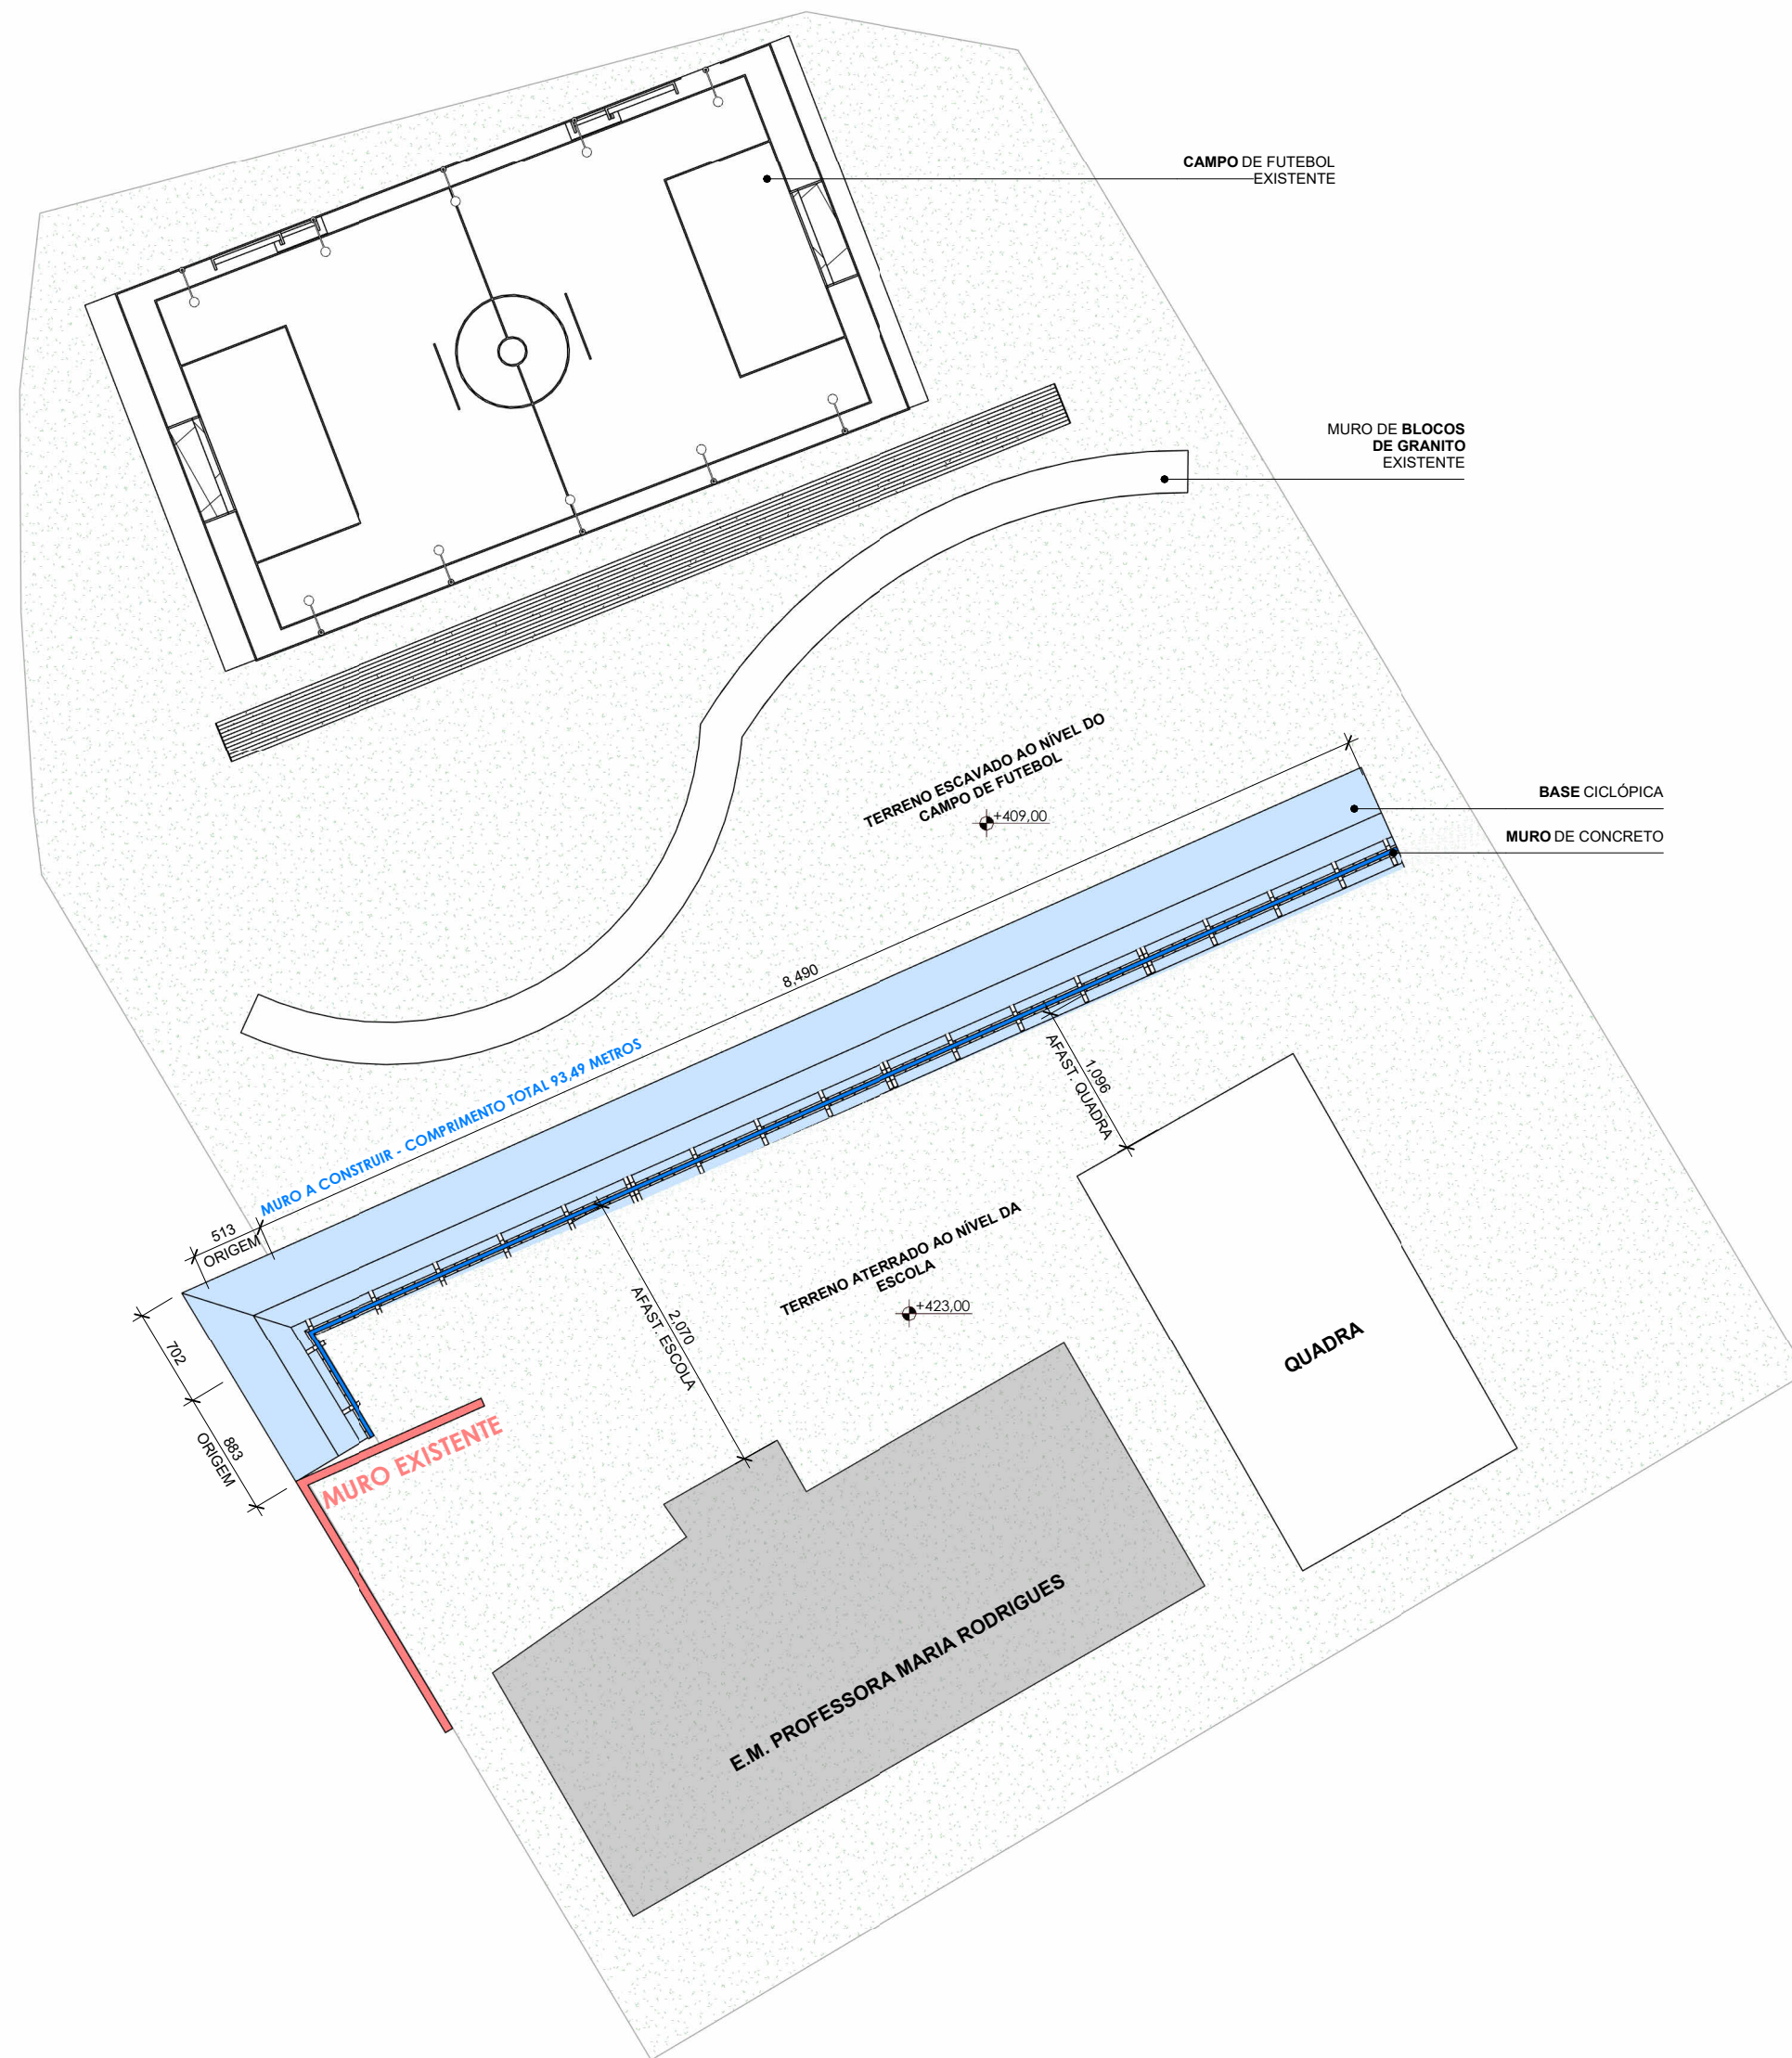 CAMPO DE FUTEBOL
EXISTENTE
MURO DE BLOCOS
DE GRANITO
EXISTENTE
TERRENO ESCAVADO AO NÍVEL DO
CAMPO DE FUTEBOL
+409,00
BASE CICLÓPICA
MURO DE CONCRETO
8,490
MURO A CONSTRUIR - COMPRIMENTO TOTAL 93,49 METROS
1,096
AFAST. QUADRA
513
ORIGEM
TERRENO ATERRADO AO NÍVEL DA
ESCOLA
+423,00
2,070
AFAST. ESCOLA
702
883
ORIGEM
QUADRA
MURO EXISTENTE
E.M. PROFESSORA MARIA RODRIGUES